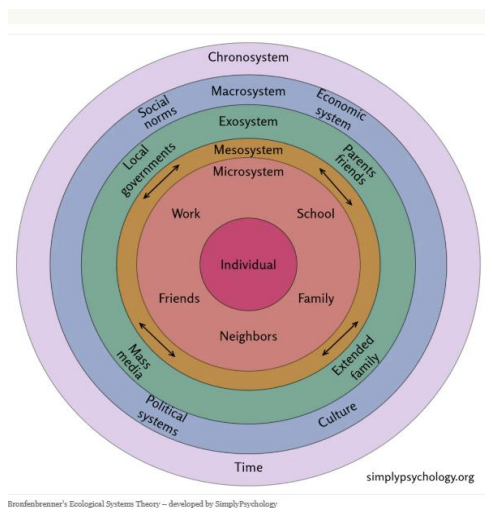 Chronosystem
Macrosystem
Social
norms
Economic
system
Exosystem
Local
governments
Parents
friends
Mesosystem
Microsystem
Work
School
Individual
Friends
Family
Neighbors
Mass
media
Extended
family
Political
systems
Culture
Time
simplypsychology.org
Bronfenbrenner's Ecological Systems Theory – developed by SimplyPsychology